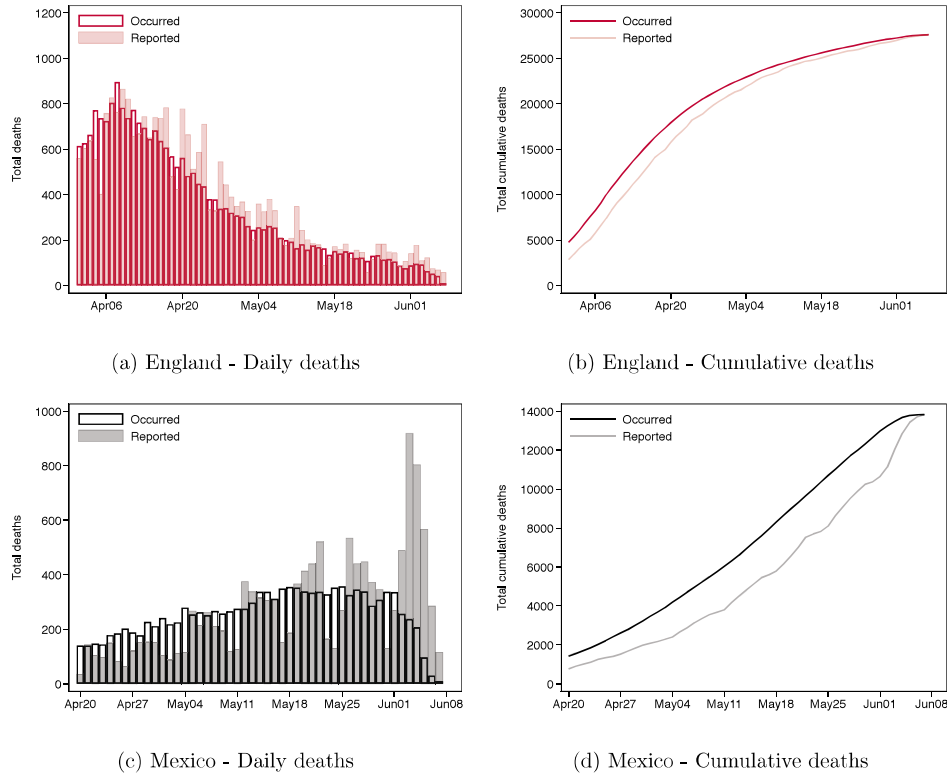 1200
1000
800
600
400
200
0
Total deaths
Occurred
Reported
Apr06 Apr20 May04 May18 Jun01
(a) England - Daily deaths
30000
25000
20000
15000
10000
5000
0
Total cumulative deaths
Occurred
Reported
Apr06 Apr20 May04 May18 Jun01
(b) England - Cumulative deaths
1000
800
600
400
200
0
Total deaths
Occurred
Reported
Apr20 Apr27 May04 May11 May18 May25 Jun01 Jun08
(c) Mexico - Daily deaths
14000
12000
10000
8000
6000
4000
2000
0
Total cumulative deaths
Occurred
Reported
Apr20 Apr27 May04 May11 May18 May25 Jun01 Jun08
(d) Mexico - Cumulative deaths